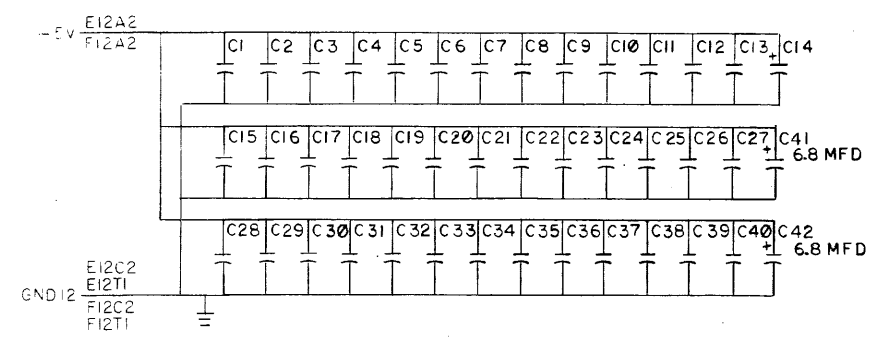 E12A2
-5V
F12A2
C1 C2 C3 C4 C5 C6 C7 C8 C9 C10 C11 C12 C13 + C14
C15 C16 C17 C18 C19 C20 C21 C22 C23 C24 C25 C26 C27 + C41
6.8 MFD
C28 C29 C30 C31 C32 C33 C34 C35 C36 C37 C38 C39 C40 + C42
6.8 MFD
E12C2
E12T1
GND 12
F12C2
F12T1